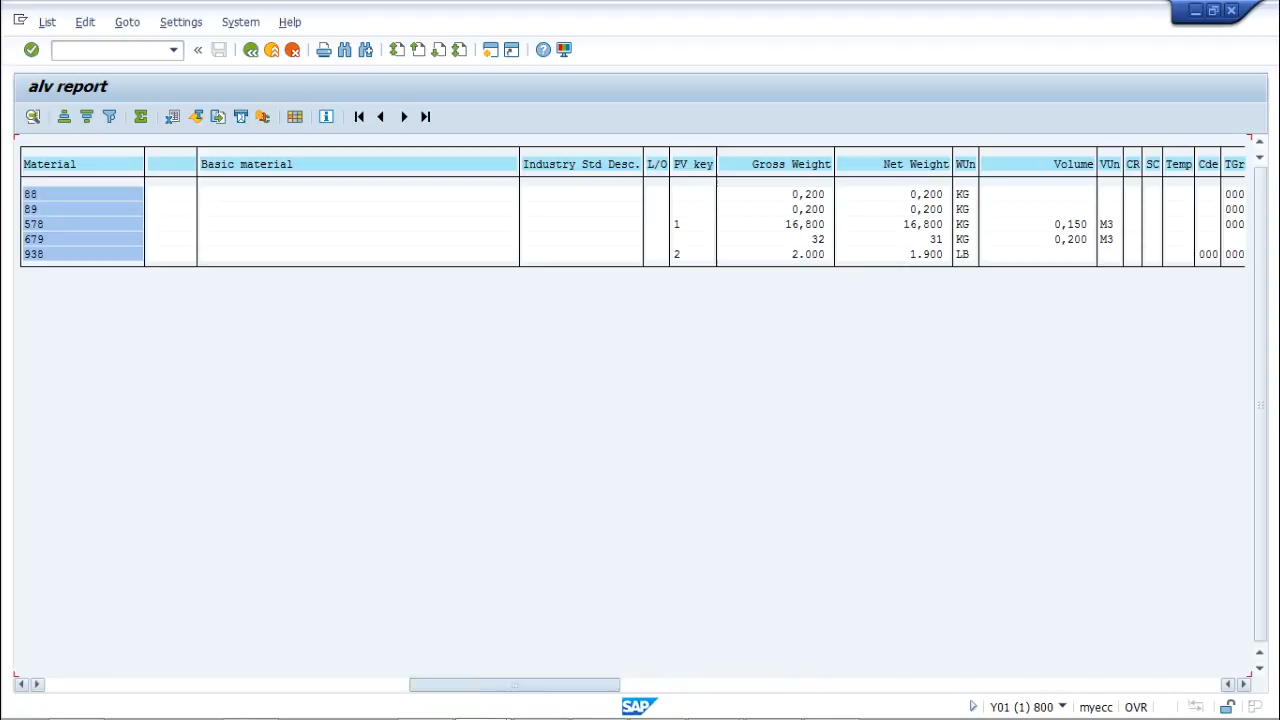 List Edit Goto Settings System Help
alv report
Material Basic material Industry Std Desc. L/O PV key Gross Weight Net Weight WUn Volume VUn CR SC Temp Cde TGr
88 0,200 0,200 KG 000
89 0,200 0,200 KG 000
578 1 16,800 16,800 KG 0,150 M3 000
679 32 31 KG 0,200 M3
938 2 2.000 1.900 LB 000 000
SAP Y01 (1) 800 myecc OVR